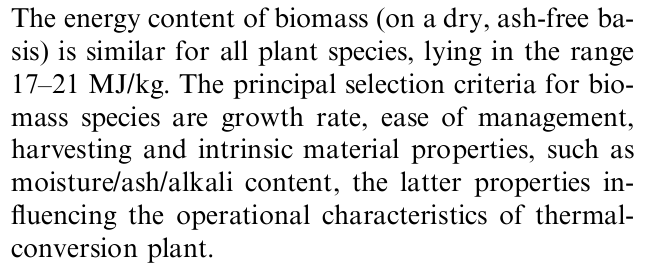 The energy content of biomass (on a dry, ash-free ba-
sis) is similar for all plant species, lying in the range
17–21 MJ/kg. The principal selection criteria for bio-
mass species are growth rate, ease of management,
harvesting and intrinsic material properties, such as
moisture/ash/alkali content, the latter properties in-
fluencing the operational characteristics of thermal-
conversion plant.